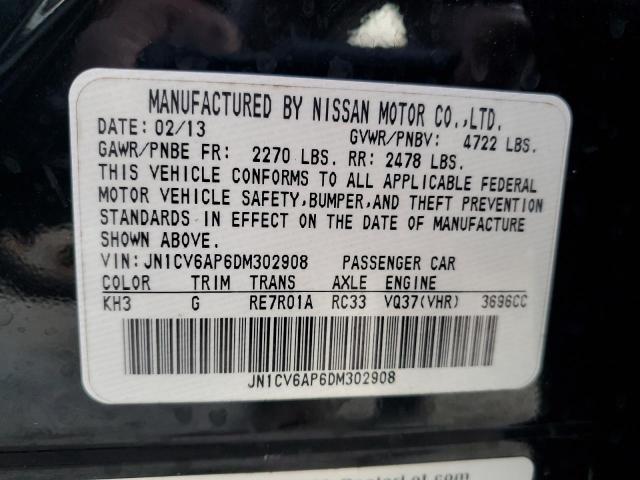 MANUFACTURED BY NISSAN MOTOR CO.,LTD.
DATE: 02/13 GVWR/PNBV: 4722 LBS.
GAWR/PNBE FR: 2270 LBS. RR: 2478 LBS.
THIS VEHICLE CONFORMS TO ALL APPLICABLE FEDERAL
MOTOR VEHICLE SAFETY,BUMPER,AND THEFT PREVENTION
STANDARDS IN EFFECT ON THE DATE OF MANUFACTURE
SHOWN ABOVE.
VIN: JN1CV6AP6DM302908 PASSENGER CAR
COLOR TRIM TRANS AXLE ENGINE
KH3 G RE7R01A RC33 VQ37(VHR) 3696CC
JN1CV6AP6DM302908